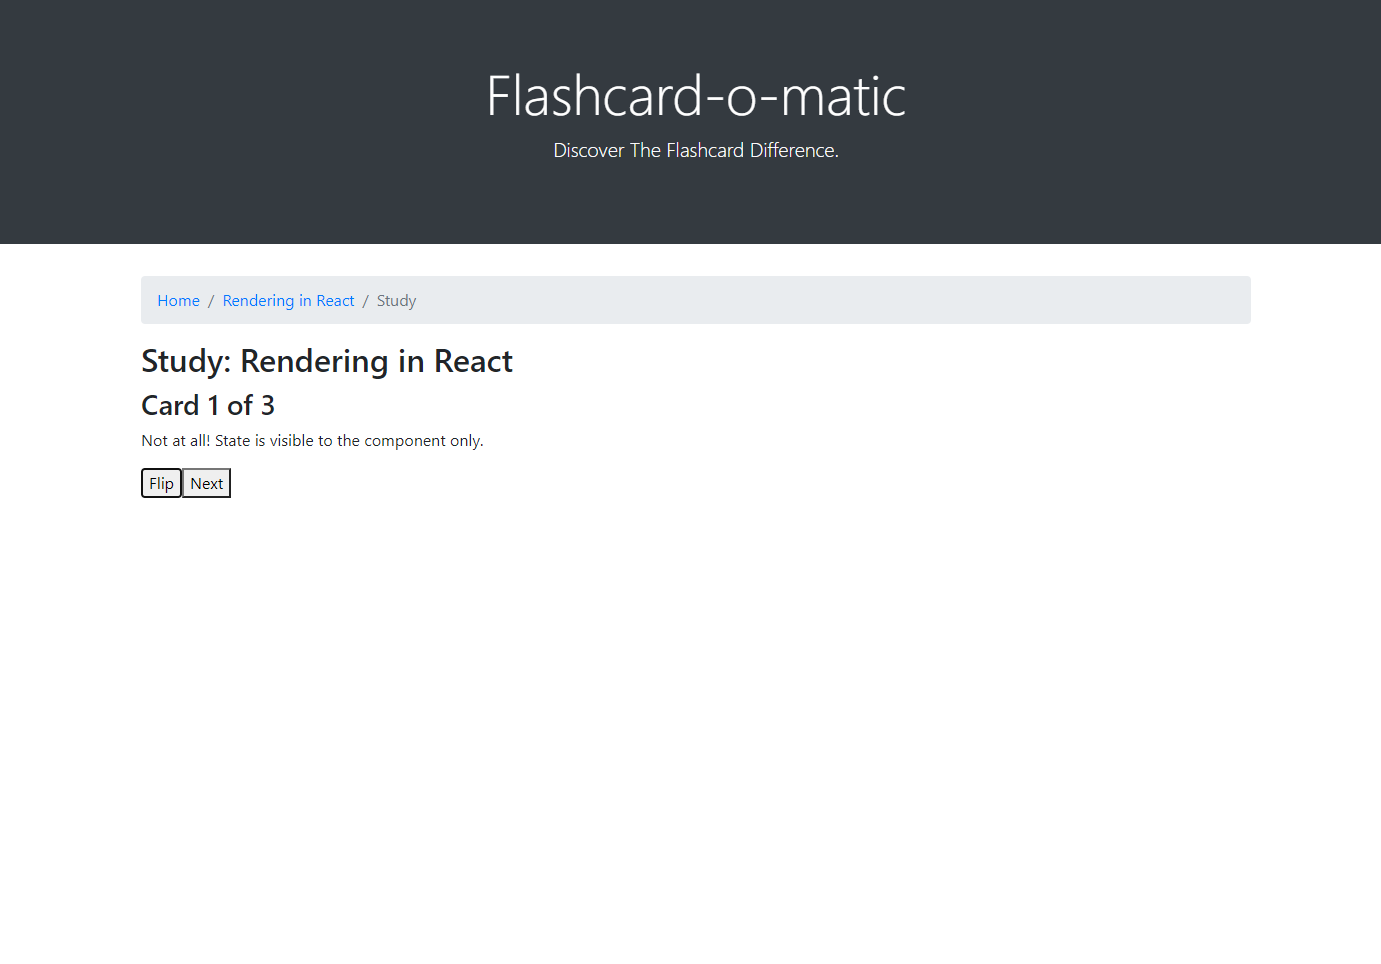 Flashcard-o-matic
Discover The Flashcard Difference.
Home / Rendering in React / Study
Study: Rendering in React
Card 1 of 3
Not at all! State is visible to the component only.
Flip Next